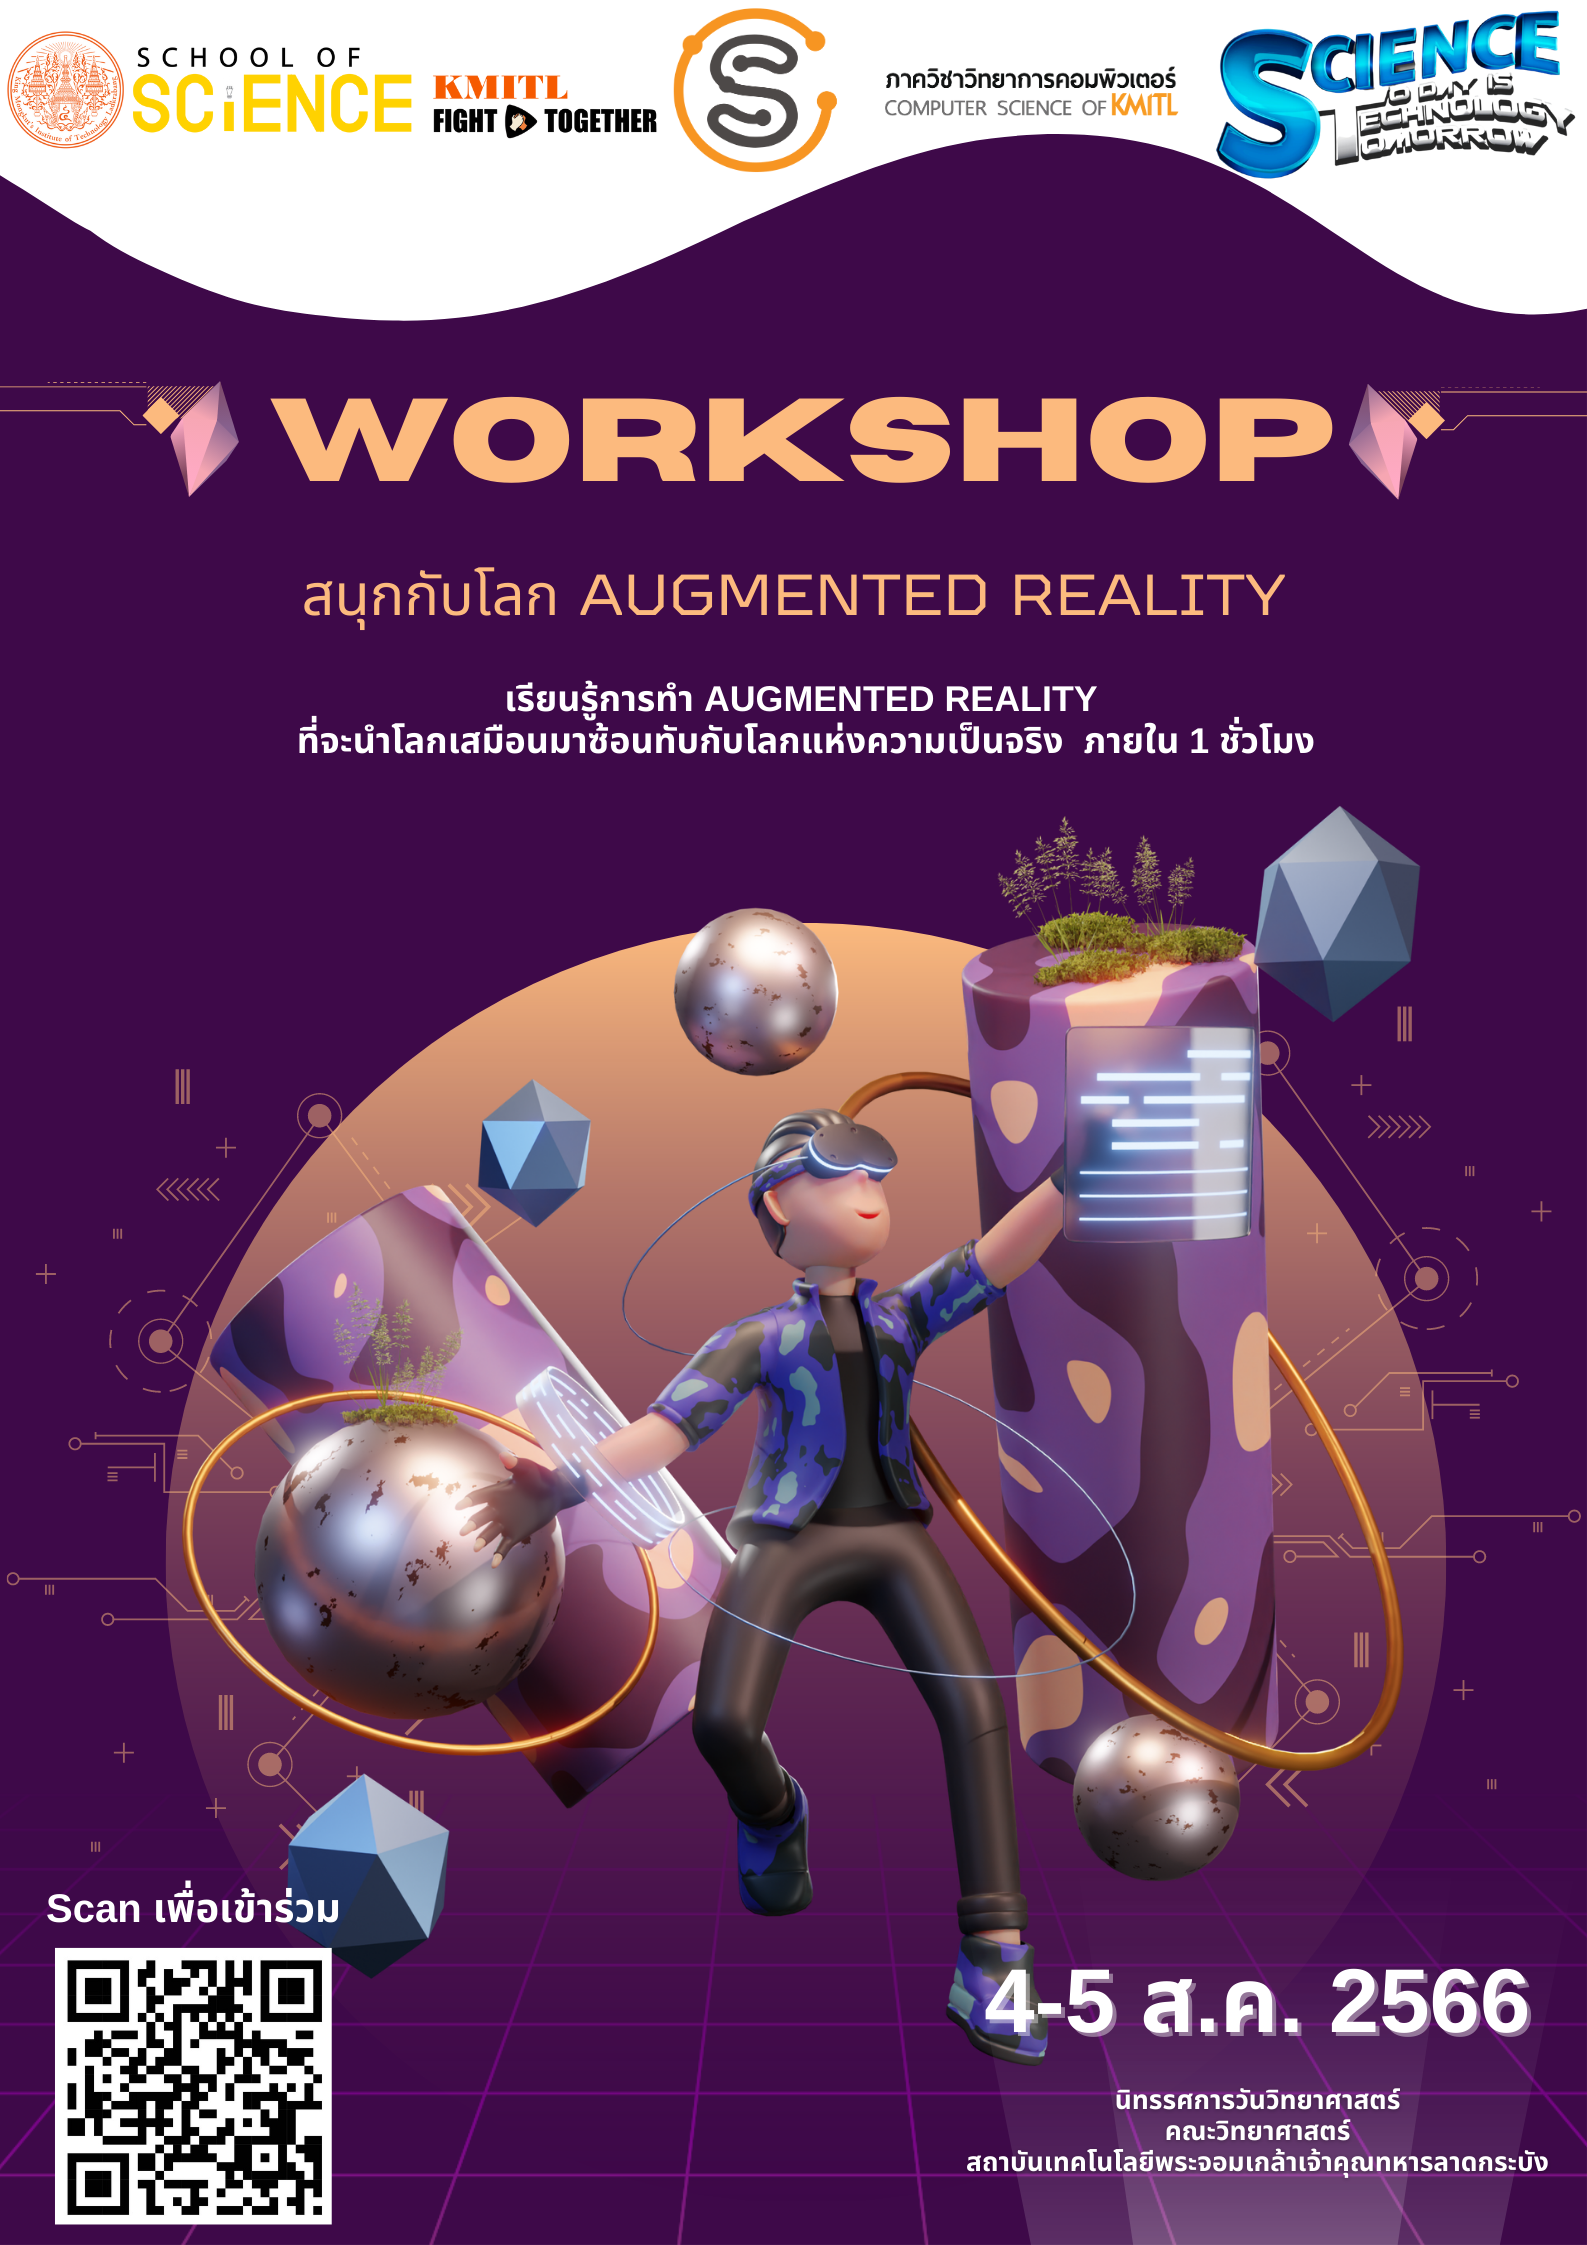 SCHOOL OF
SCiENCE
KMITL
FIGHT TOGETHER
ภาควิชาวิทยาการคอมพิวเตอร์
COMPUTER SCIENCE OF KMITL
SCIENCE
TODAY IS
TECHNOLOGY
TOMORROW
WORKSHOP
สนุกกับโลก AUGMENTED REALITY
เรียนรู้การทำ AUGMENTED REALITY
ที่จะนำโลกเสมือนมาซ้อนทับกับโลกแห่งความเป็นจริง ภายใน 1 ชั่วโมง
Scan เพื่อเข้าร่วม
4-5 ส.ค. 2566
นิทรรศการวันวิทยาศาสตร์
คณะวิทยาศาสตร์
สถาบันเทคโนโลยีพระจอมเกล้าเจ้าคุณทหารลาดกระบัง